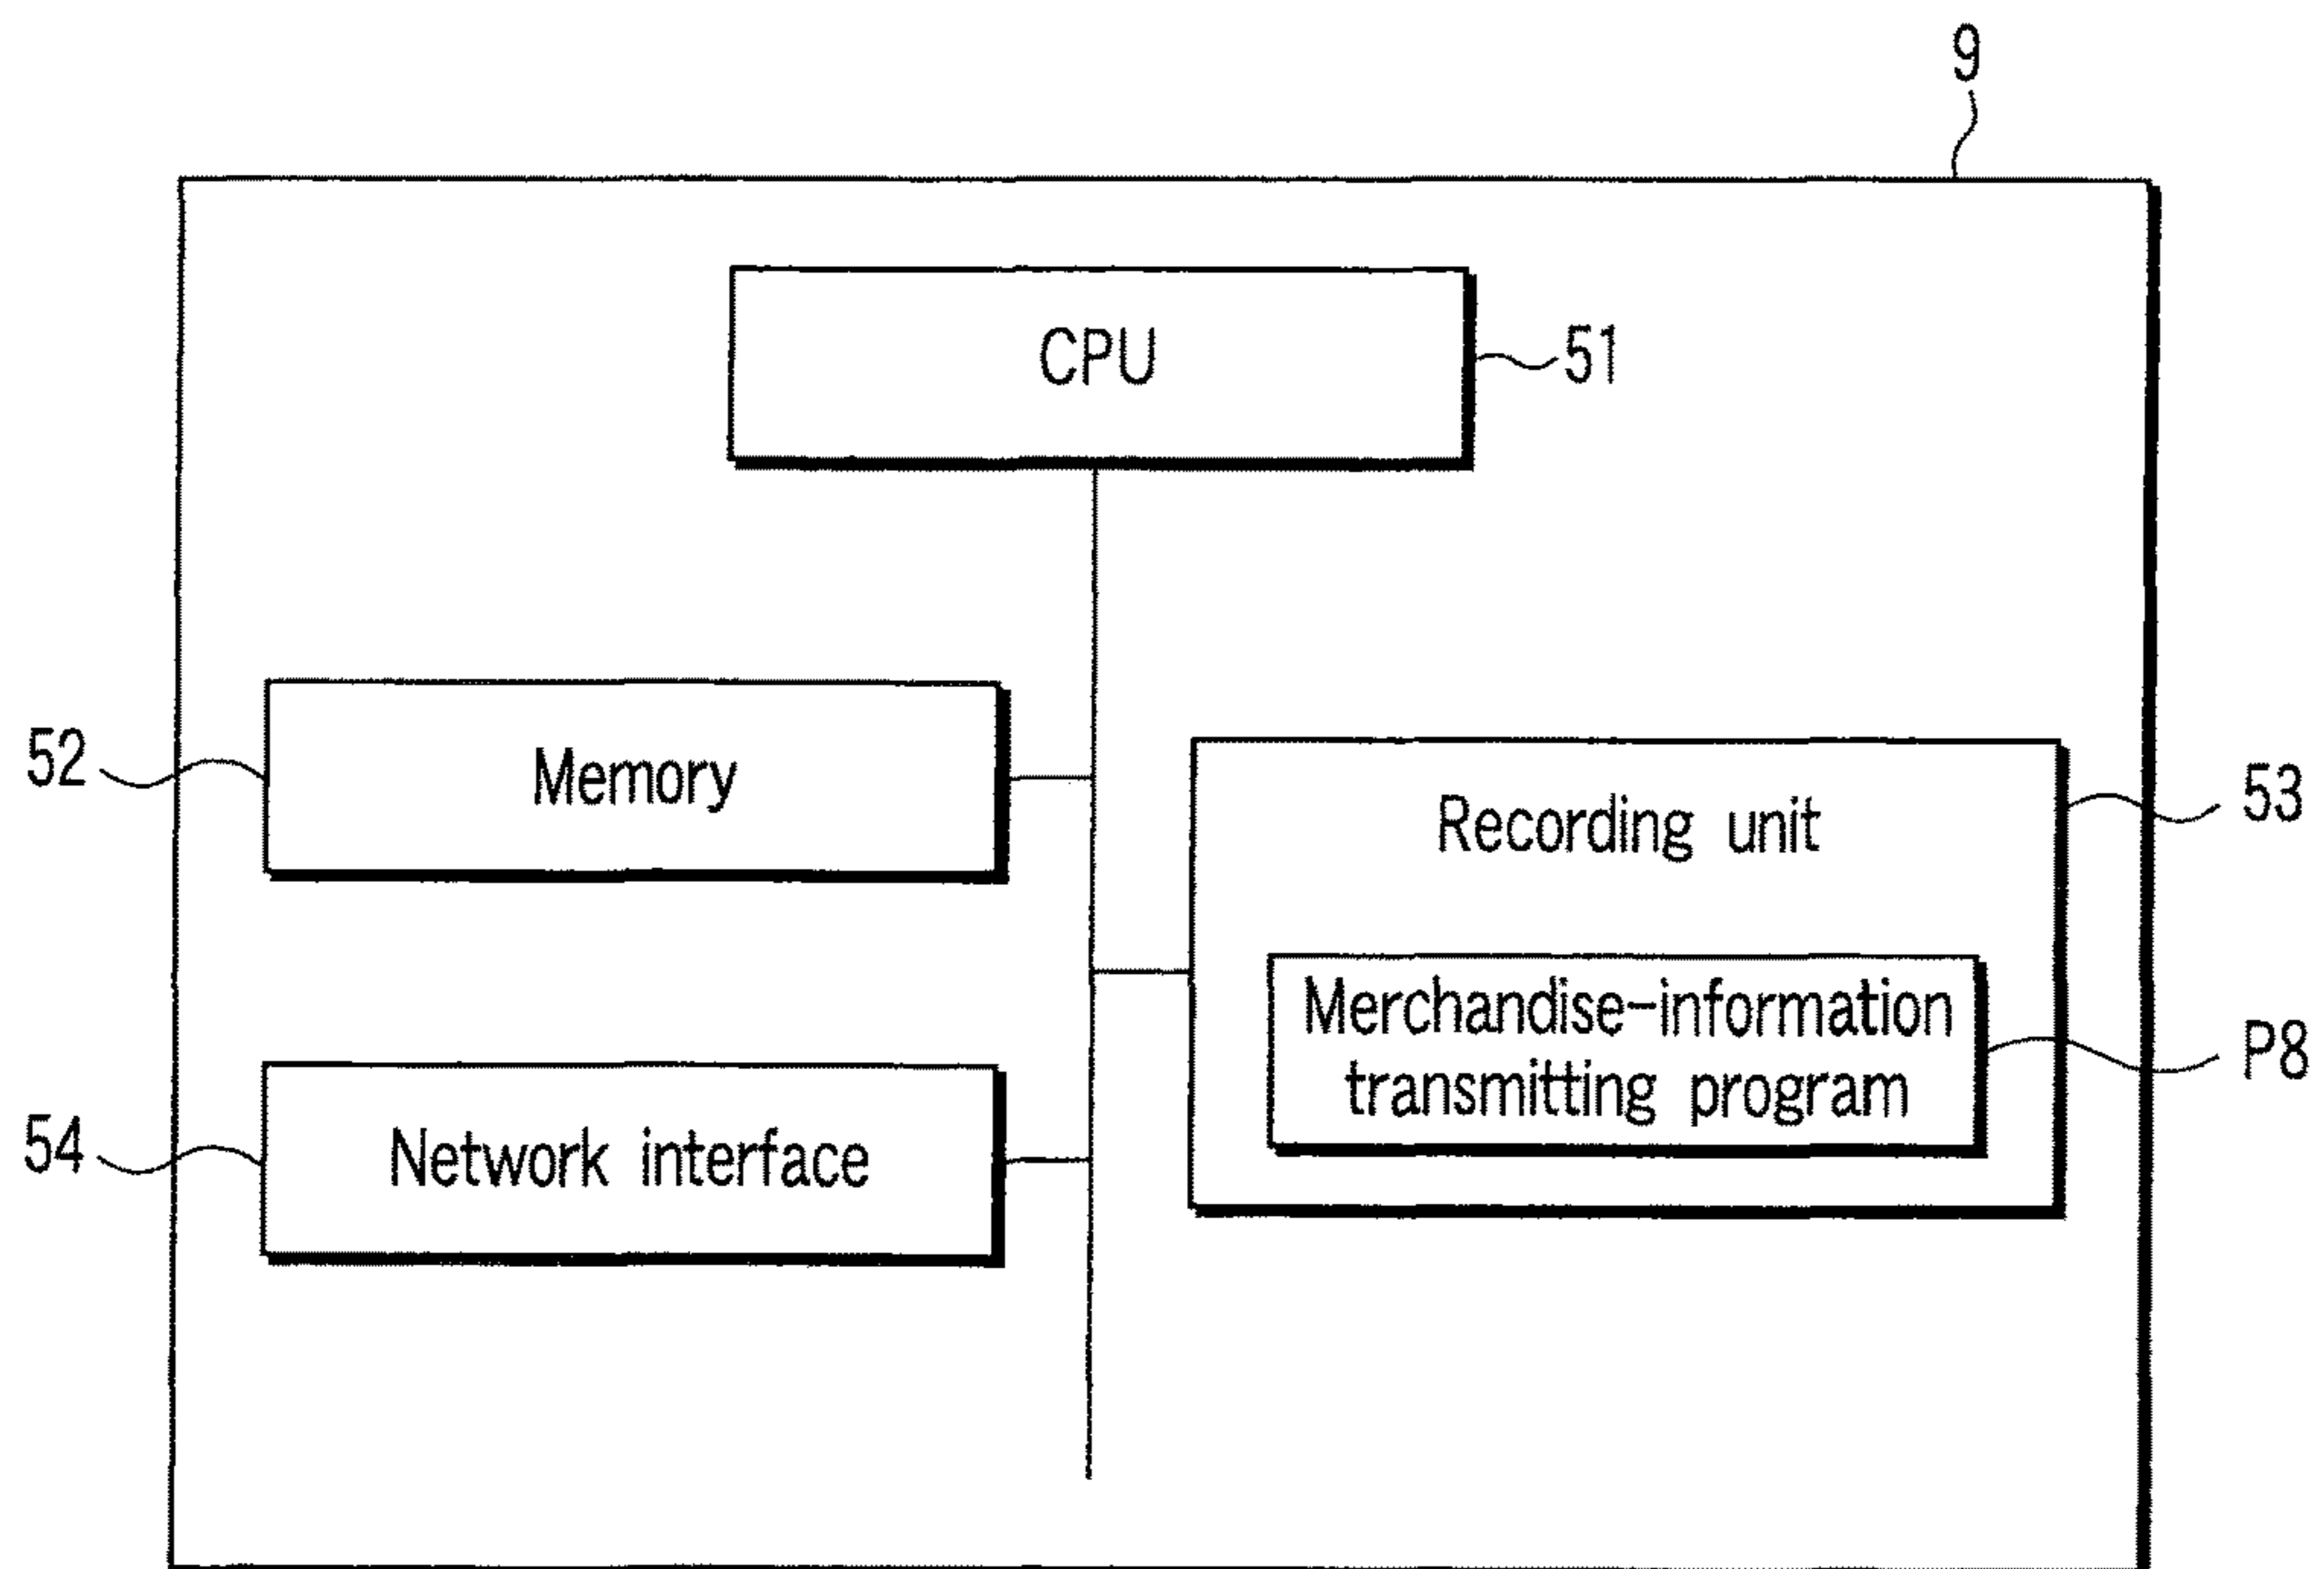 9
CPU
51
52
Memory
Recording unit
53
Merchandise-information
transmitting program
P8
54
Network interface